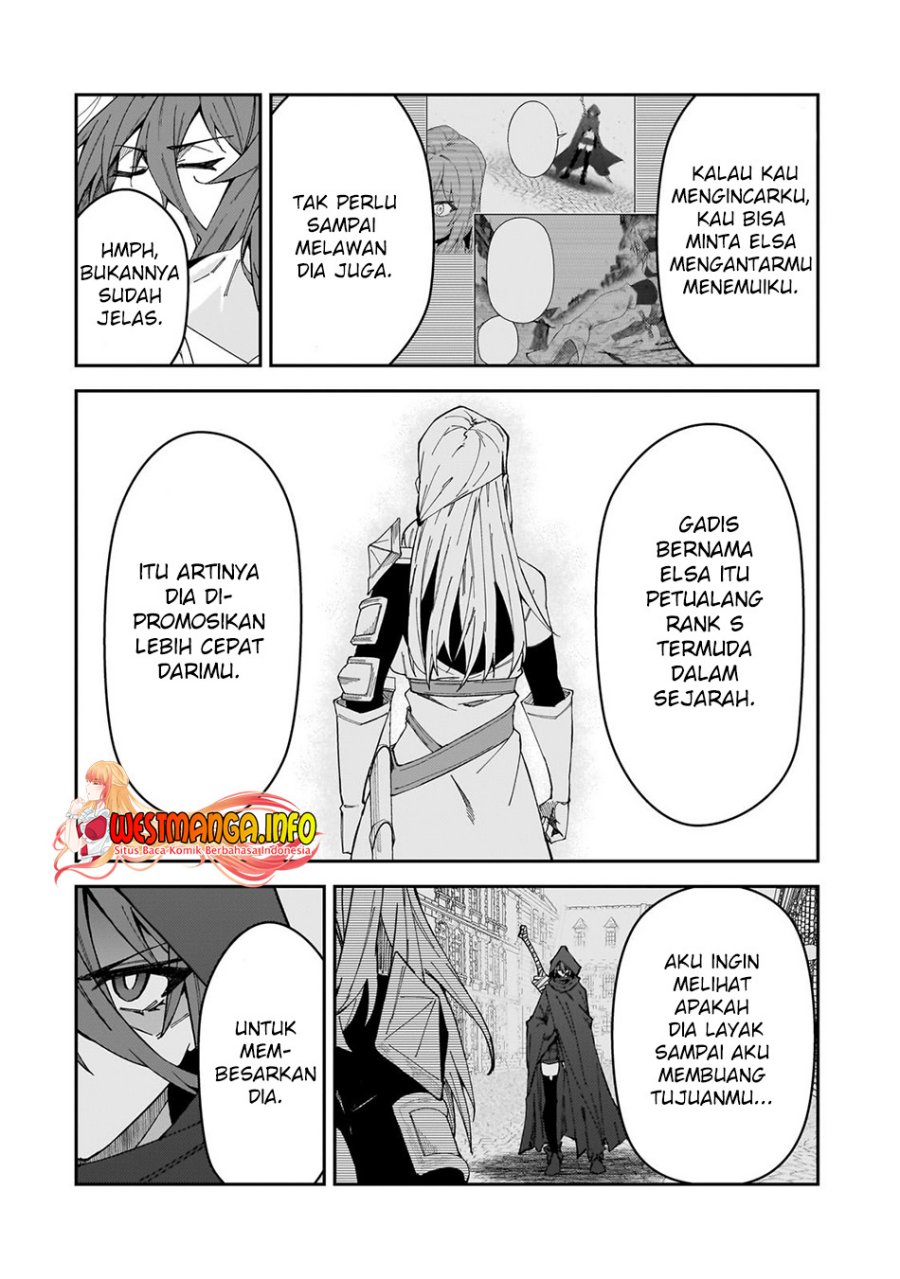 KALAU KAU
MENGINCARKU,
KAU BISA
MINTA ELSA
MENGANTARMU
MENEMUIKU.
TAK PERLU
SAMPAI
MELAWAN
DIA JUGA.
HMPH,
BUKANNYA
SUDAH
JELAS.
GADIS
BERNAMA
ELSA ITU
PETUALANG
RANK S
TERMUDA
DALAM
SEJARAH.
ITU ARTINYA
DIA DI-
PROMOSIKAN
LEBIH CEPAT
DARIMU.
WESTMANGA.INFO
Situs Baca Komik Berbahasa Indonesia
AKU INGIN
MELIHAT
APAKAH
DIA LAYAK
SAMPAI AKU
MEMBUANG
TUJUANMU...
UNTUK
MEM-
BESARKAN
DIA.